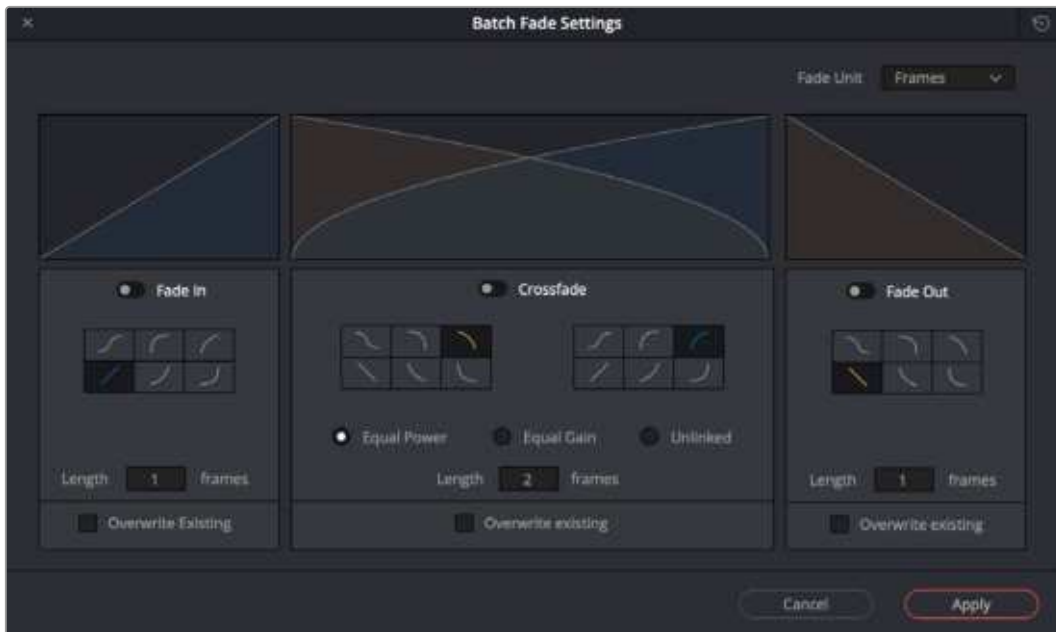 Batch Fade Settings
Fade Unit Frames
Fade In
Crossfade
Fade Out
Equal Power Equal Gain Unlinked
Length 1 frames
Length 2 frames
Length 1 frames
Overwrite Existing
Overwrite existing
Overwrite existing
Cancel Apply